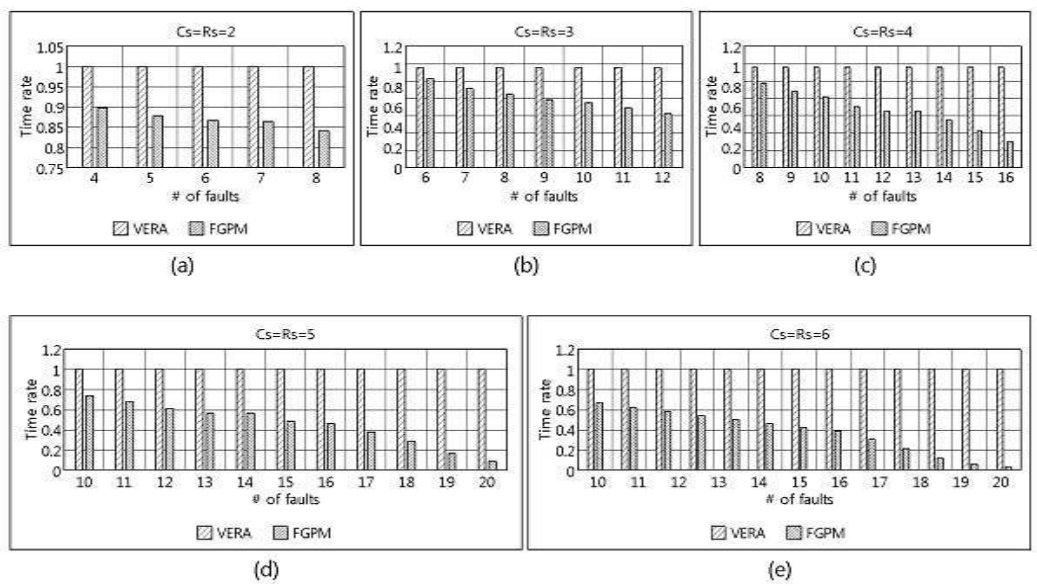 Cs=Rs=2
1.05
1
0.95
0.9
0.85
0.8
0.75
Time rate
4 5 6 7 8
# of faults
VERA FGPM
(a)
Cs=Rs=3
1.2
1
0.8
0.6
0.4
0.2
0
Time rate
6 7 8 9 10 11 12
# of faults
VERA FGPM
(b)
Cs=Rs=4
1.2
1
0.8
0.6
0.4
0.2
0
Time rate
8 9 10 11 12 13 14 15 16
# of faults
VERA FGPM
(c)
Cs=Rs=5
1.2
1
0.8
0.6
0.4
0.2
0
Time rate
10 11 12 13 14 15 16 17 18 19 20
# of faults
VERA FGPM
(d)
Cs=Rs=6
1.2
1
0.8
0.6
0.4
0.2
0
Time rate
10 11 12 13 14 15 16 17 18 19 20
# of faults
VERA FGPM
(e)